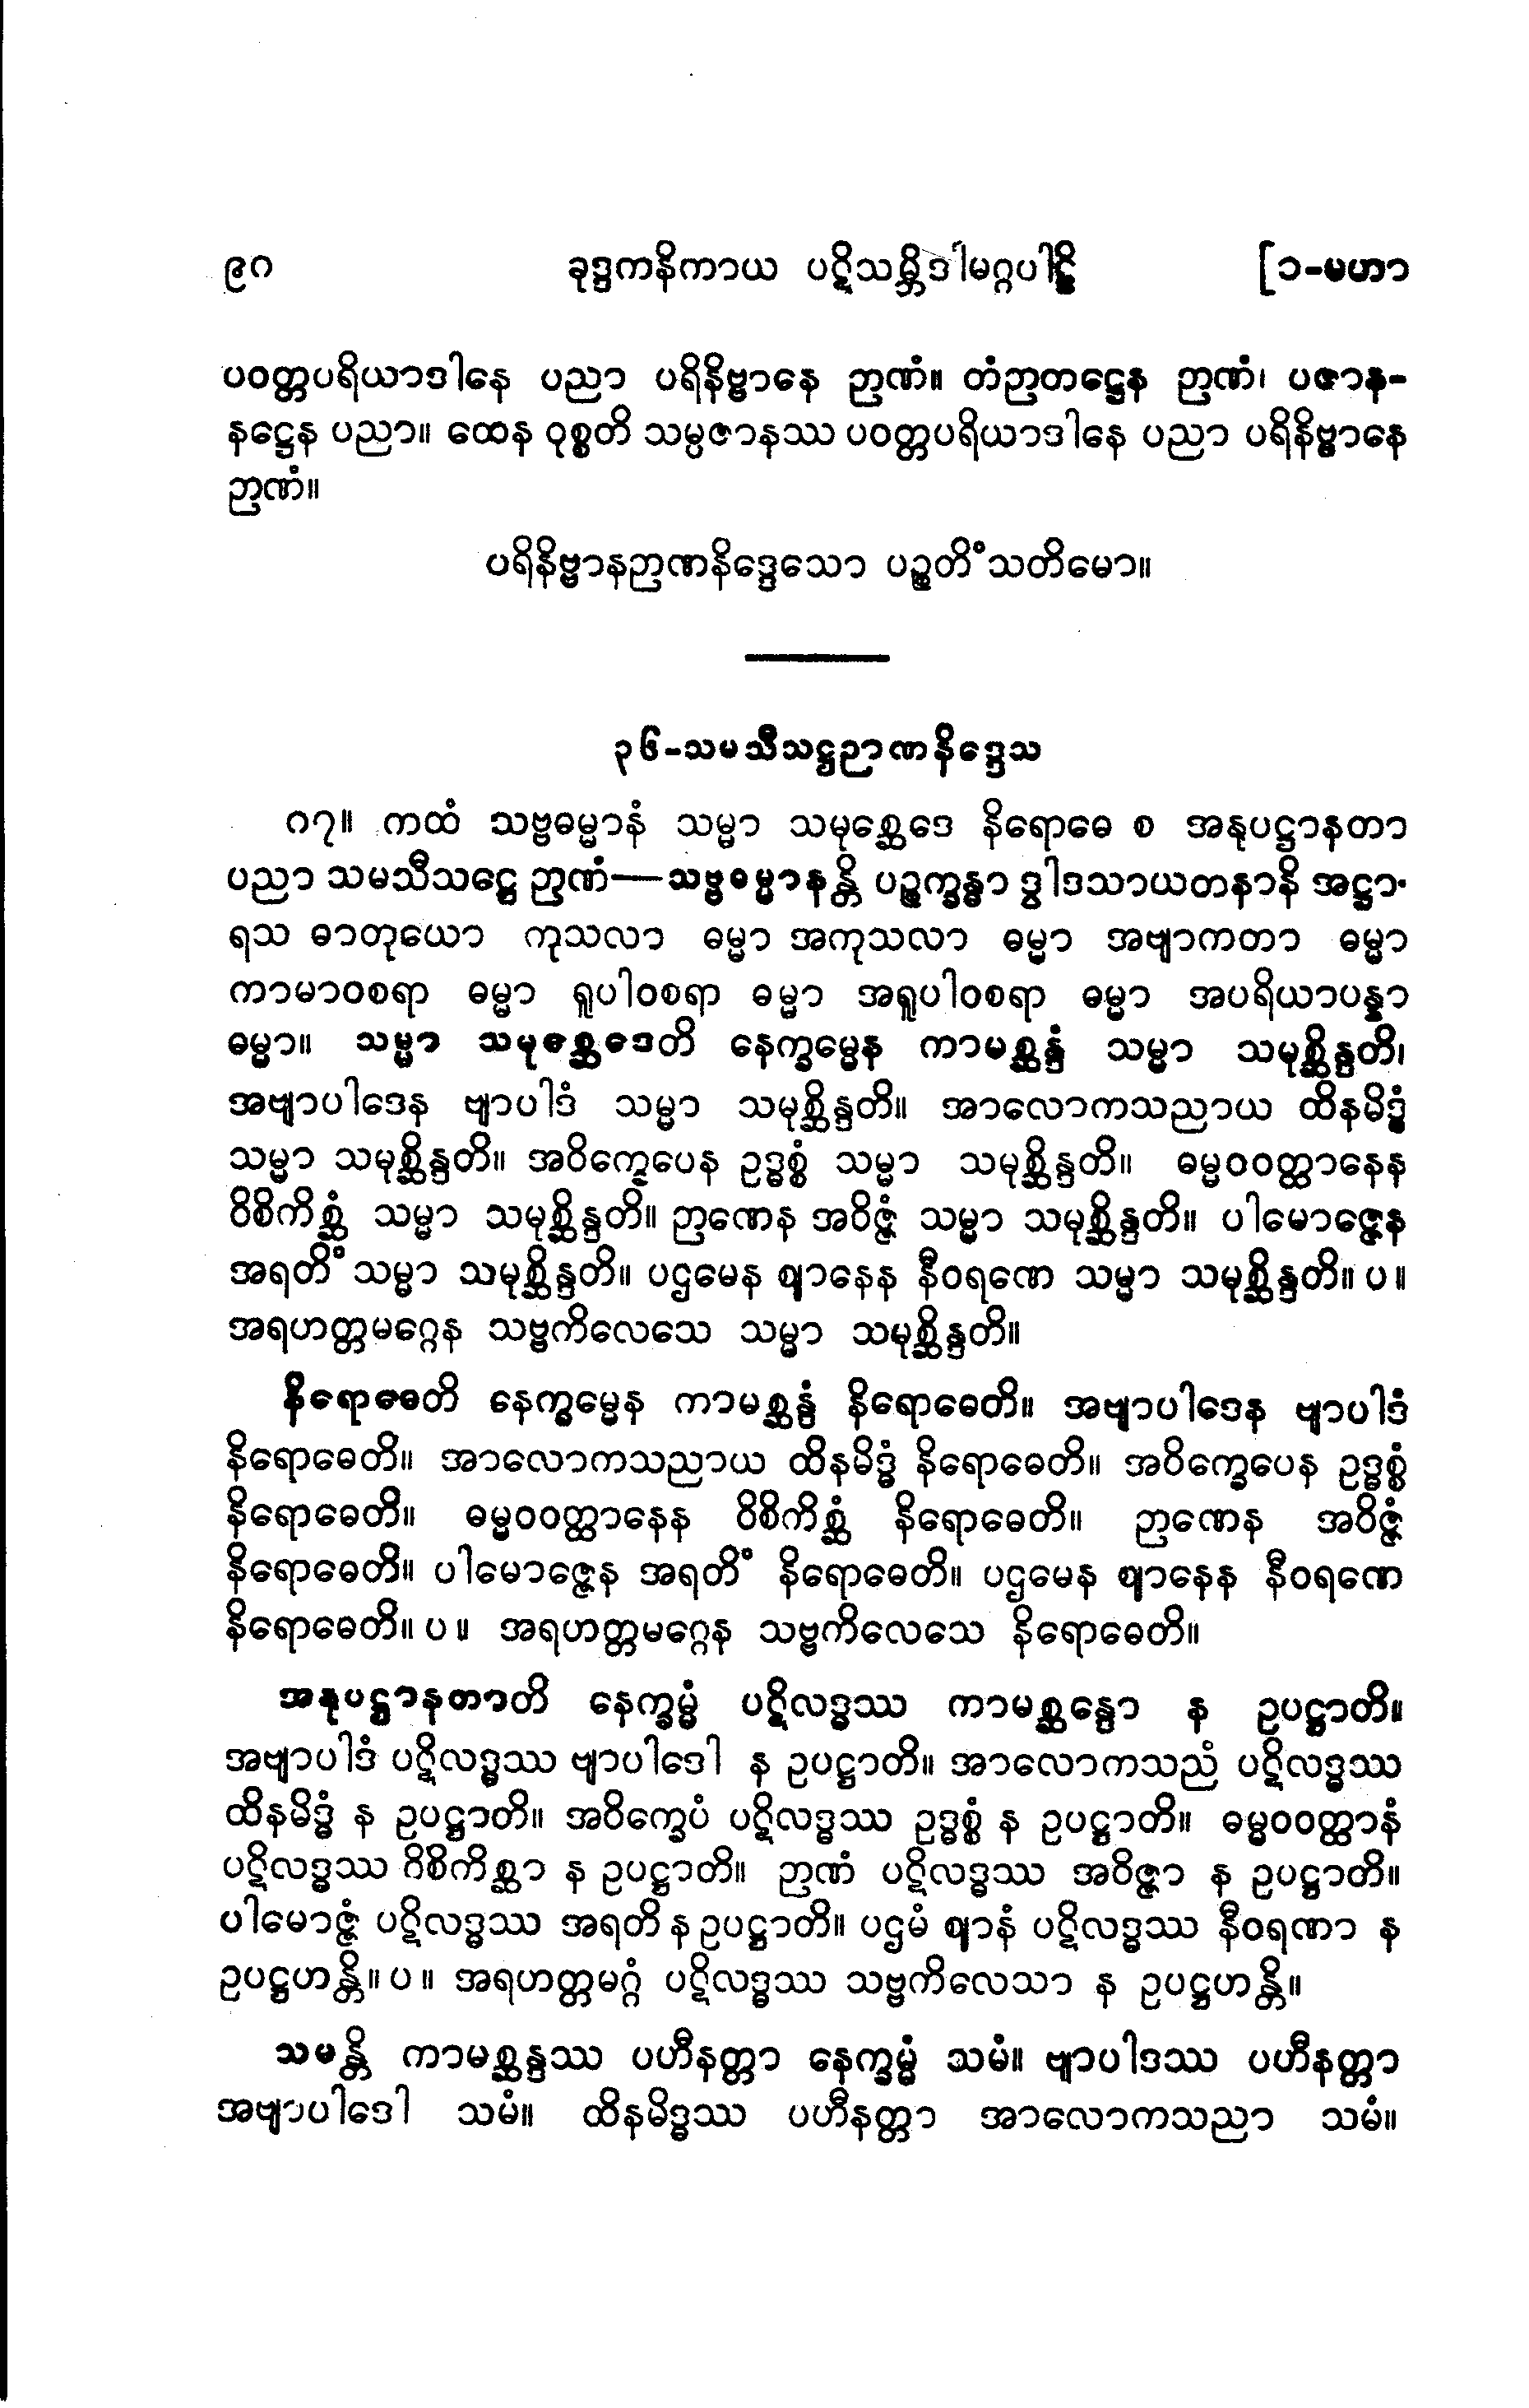 ၉ဂ ခုဒ္ဒကနိကာယ ပဋိသမ္ဘိဒါမဂ္ဂပါဠိ [၁-မဟာ
ပဝတ္တပရိယာဒါနေ ပညာ ပရိနိဗ္ဗာနေ ဉာဏံ။ တံဉာတဋ္ဌေန ဉာဏံ၊ ပဇာန-
နဋ္ဌေန ပညာ။ ထေန ဝုစ္စတိ သမ္ပဇာနဿ ပဝတ္တပရိယာဒါနေ ပညာ ပရိနိဗ္ဗာနေ
ဉာဏံ။
ပရိနိဗ္ဗာနဉာဏနိဒ္ဒေသော ပဉ္စတိံသတိမော။
၃၆-သမသီသဋ္ဌဉာဏနိဒ္ဒေသ
ဂ၇။ ကထံ သဗ္ဗဓမ္မာနံ သမ္မာ သမုစ္ဆေဒေ နိရောဓေ စ အနုပဋ္ဌာနတာ
ပညာ သမသီသဋ္ဌေ ဉာဏံ—သဗ္ဗဓမ္မာနန္တိ ပဉ္စက္ခန္ဓာ ဒွါဒသာယတနာနိ အဋ္ဌာ-
ရသ ဓာတုယော ကုသလာ ဓမ္မာ အကုသလာ ဓမ္မာ အဗျာကတာ ဓမ္မာ
ကာမာဝစရာ ဓမ္မာ ရူပါဝစရာ ဓမ္မာ အရူပါဝစရာ ဓမ္မာ အပရိယာပန္နာ
ဓမ္မာ။ သမ္မာ သမုစ္ဆေဒေတိ နေက္ခမ္မေန ကာမစ္ဆန္ဒံ သမ္မာ သမုစ္ဆိန္ဒတိ၊
အဗျာပါဒေန ဗျာပါဒံ သမ္မာ သမုစ္ဆိန္ဒတိ။ အာလောကသညာယ ထိနမိဒ္ဓံ
သမ္မာ သမုစ္ဆိန္ဒတိ။ အဝိက္ခေပေန ဥဒ္ဓစ္စံ သမ္မာ သမုစ္ဆိန္ဒတိ။ ဓမ္မဝဝတ္ထာနေန
ဝိစိကိစ္ဆံ သမ္မာ သမုစ္ဆိန္ဒတိ။ ဉာဏေန အဝိဇ္ဇံ သမ္မာ သမုစ္ဆိန္ဒတိ။ ပါမောဇ္ဇေန
အရတိံ သမ္မာ သမုစ္ဆိန္ဒတိ။ ပဌမေန ဈာနေန နီဝရဏေ သမ္မာ သမုစ္ဆိန္ဒတိ။ ပ။
အရဟတ္တမဂ္ဂေန သဗ္ဗကိလေသေ သမ္မာ သမုစ္ဆိန္ဒတိ။
နိရောဓေတိ နေက္ခမ္မေန ကာမစ္ဆန္ဒံ နိရောဓေတိ။ အဗျာပါဒေန ဗျာပါဒံ
နိရောဓေတိ။ အာလောကသညာယ ထိနမိဒ္ဓံ နိရောဓေတိ။ အဝိက္ခေပေန ဥဒ္ဓစ္စံ
နိရောဓေတိ။ ဓမ္မဝဝတ္ထာနေန ဝိစိကိစ္ဆံ နိရောဓေတိ။ ဉာဏေန အဝိဇ္ဇံ
နိရောဓေတိ။ ပါမောဇ္ဇေန အရတိံ နိရောဓေတိ။ ပဌမေန ဈာနေန နီဝရဏေ
နိရောဓေတိ။ ပ။ အရဟတ္တမဂ္ဂေန သဗ္ဗကိလေသေ နိရောဓေတိ။
အနုပဋ္ဌာနတာတိ နေက္ခမ္မံ ပဋိလဒ္ဓဿ ကာမစ္ဆန္ဒော န ဥပဋ္ဌာတိ။
အဗျာပါဒံ ပဋိလဒ္ဓဿ ဗျာပါဒေါ န ဥပဋ္ဌာတိ။ အာလောကသညံ ပဋိလဒ္ဓဿ
ထိနမိဒ္ဓံ န ဥပဋ္ဌာတိ။ အဝိက္ခေပံ ပဋိလဒ္ဓဿ ဥဒ္ဓစ္စံ န ဥပဋ္ဌာတိ။ ဓမ္မဝဝတ္ထာနံ
ပဋိလဒ္ဓဿ ဝိစိကိစ္ဆာ န ဥပဋ္ဌာတိ။ ဉာဏံ ပဋိလဒ္ဓဿ အဝိဇ္ဇာ န ဥပဋ္ဌာတိ။
ပါမောဇ္ဇံ ပဋိလဒ္ဓဿ အရတိ န ဥပဋ္ဌာတိ။ ပဌမံ ဈာနံ ပဋိလဒ္ဓဿ နီဝရဏာ န
ဥပဋ္ဌဟန္တိ။ ပ။ အရဟတ္တမဂ္ဂံ ပဋိလဒ္ဓဿ သဗ္ဗကိလေသာ န ဥပဋ္ဌဟန္တိ။
သမန္တိ ကာမစ္ဆန္ဒဿ ပဟီနတ္တာ နေက္ခမ္မံ သမံ။ ဗျာပါဒဿ ပဟီနတ္တာ
အဗျာပါဒေါ သမံ။ ထိနမိဒ္ဓဿ ပဟီနတ္တာ အာလောကသညာ သမံ။